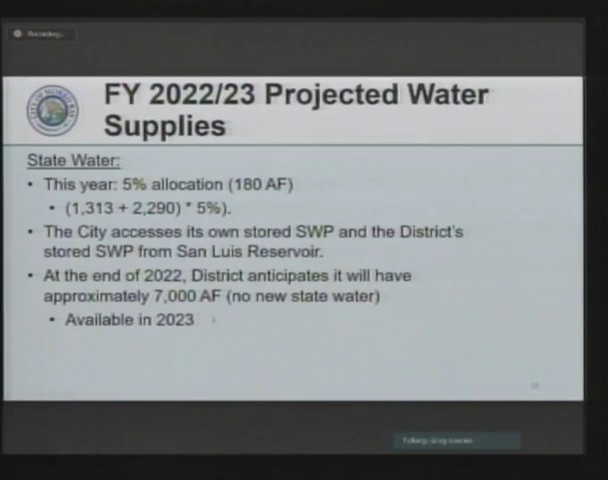 Recording...
FY 2022/23 Projected Water
Supplies
State Water:
• This year: 5% allocation (180 AF)
• (1,313 + 2,290) * 5%).
• The City accesses its own stored SWP and the District's
stored SWP from San Luis Reservoir.
• At the end of 2022, District anticipates it will have
approximately 7,000 AF (no new state water)
• Available in 2023
Talking: